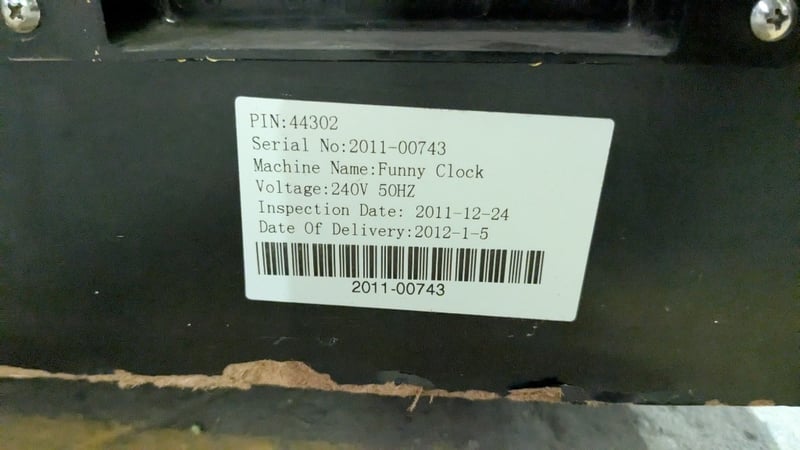 PIN:44302
Serial No:2011-00743
Machine Name:Funny Clock
Voltage:240V 50HZ
Inspection Date: 2011-12-24
Date Of Delivery:2012-1-5
2011-00743